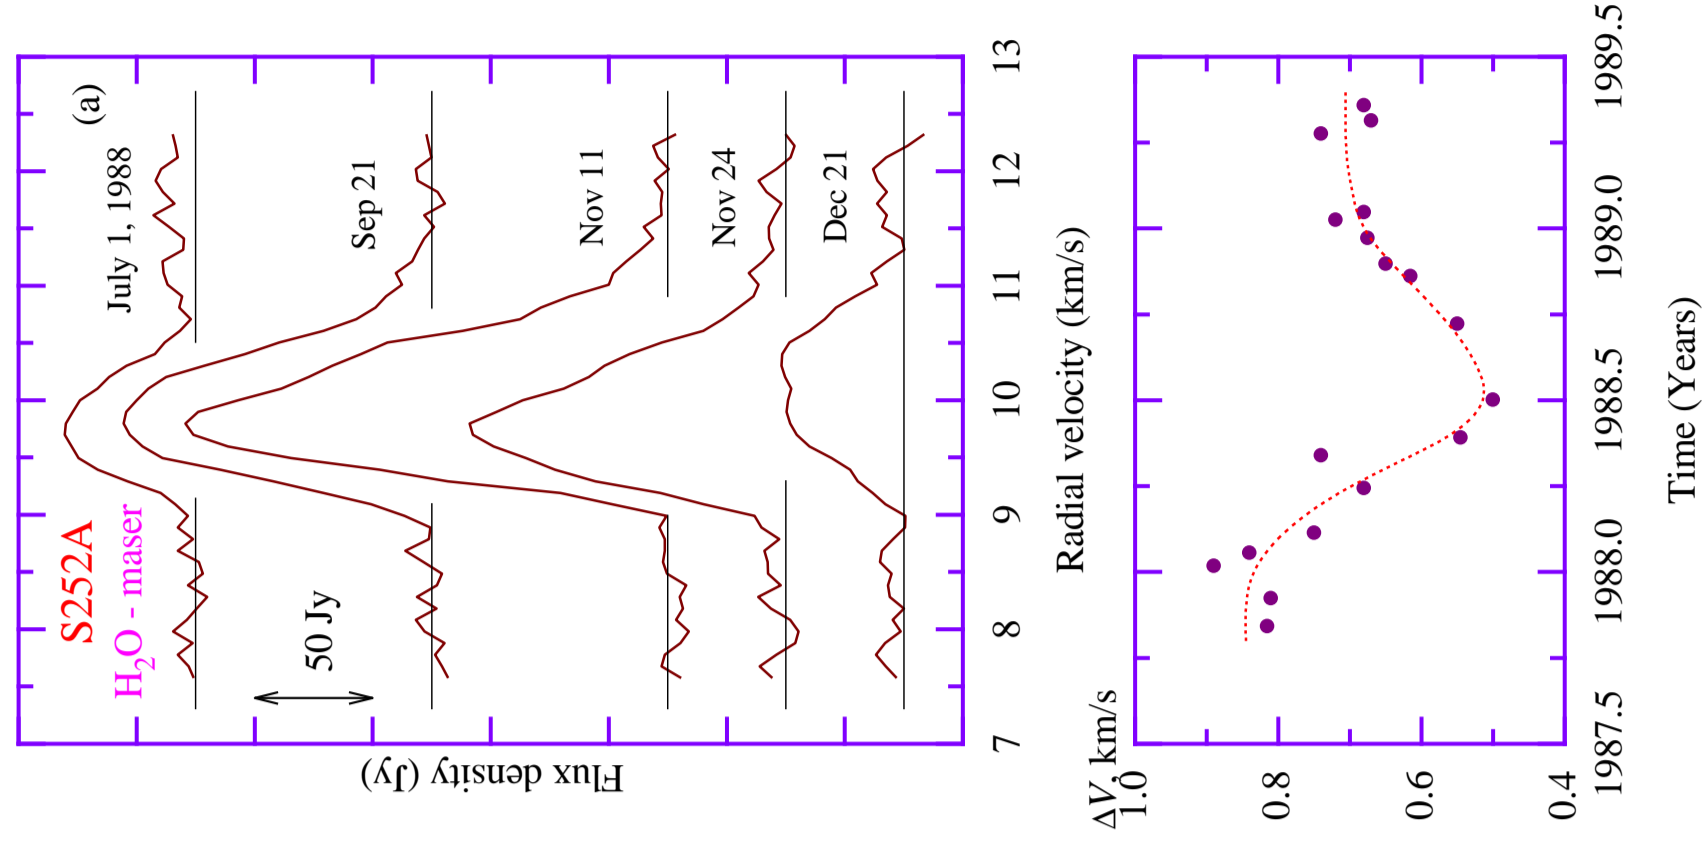 S252A
H₂O - maser
(a)
July 1, 1988
Sep 21
50 Jy
Nov 11
Nov 24
Dec 21
Flux density (Jy)
7 8 9 10 11 12 13
Radial velocity (km/s)
ΔV, km/s
1.0
0.8
0.6
0.4
1987.5 1988.0 1988.5 1989.0 1989.5
Time (Years)